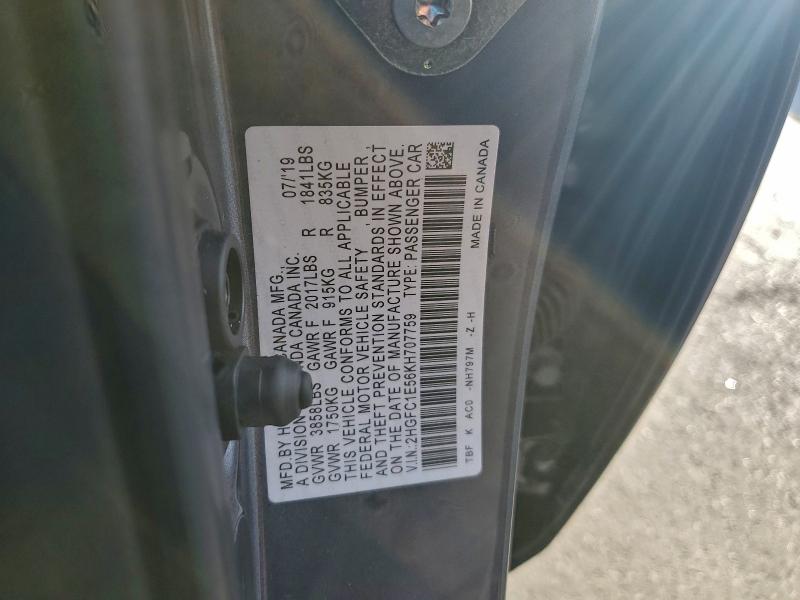 MFD.BY H ANADA MFG., 07/'19
A DIVISION DA CANADA INC.
GVWR 3858LBS GAWR F 2017LBS R 1841LBS
GVWR 1750KG GAWR F 915KG R 835KG
THIS VEHICLE CONFORMS TO ALL APPLICABLE
FEDERAL MOTOR VEHICLE SAFETY, BUMPER,
AND THEFT PREVENTION STANDARDS IN EFFECT
ON THE DATE OF MANUFACTURE SHOWN ABOVE.
V.I.N.:2HGFC1E56KH707759 TYPE: PASSENGER CAR
TBF K AC0 -NH797M -Z -H
MADE IN CANADA